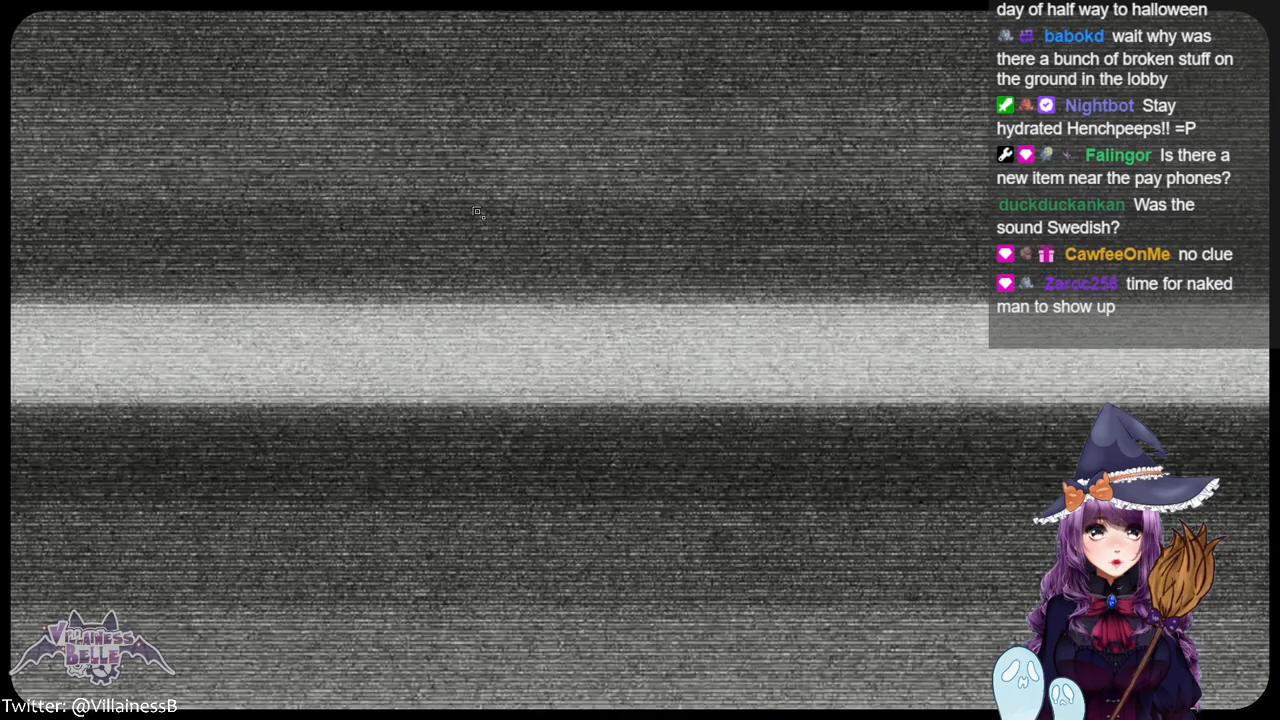 day of half way to halloween
babokd wait why was
there a bunch of broken stuff on
the ground in the lobby
Nightbot Stay
hydrated Henchpeeps!! =P
Falingor Is there a
new item near the pay phones?
duckduckankan Was the
sound Swedish?
CawfeeOnMe no clue
Zaroc256 time for naked
man to show up
VILLAINESS
BELLE
Twitter: @VillainessB